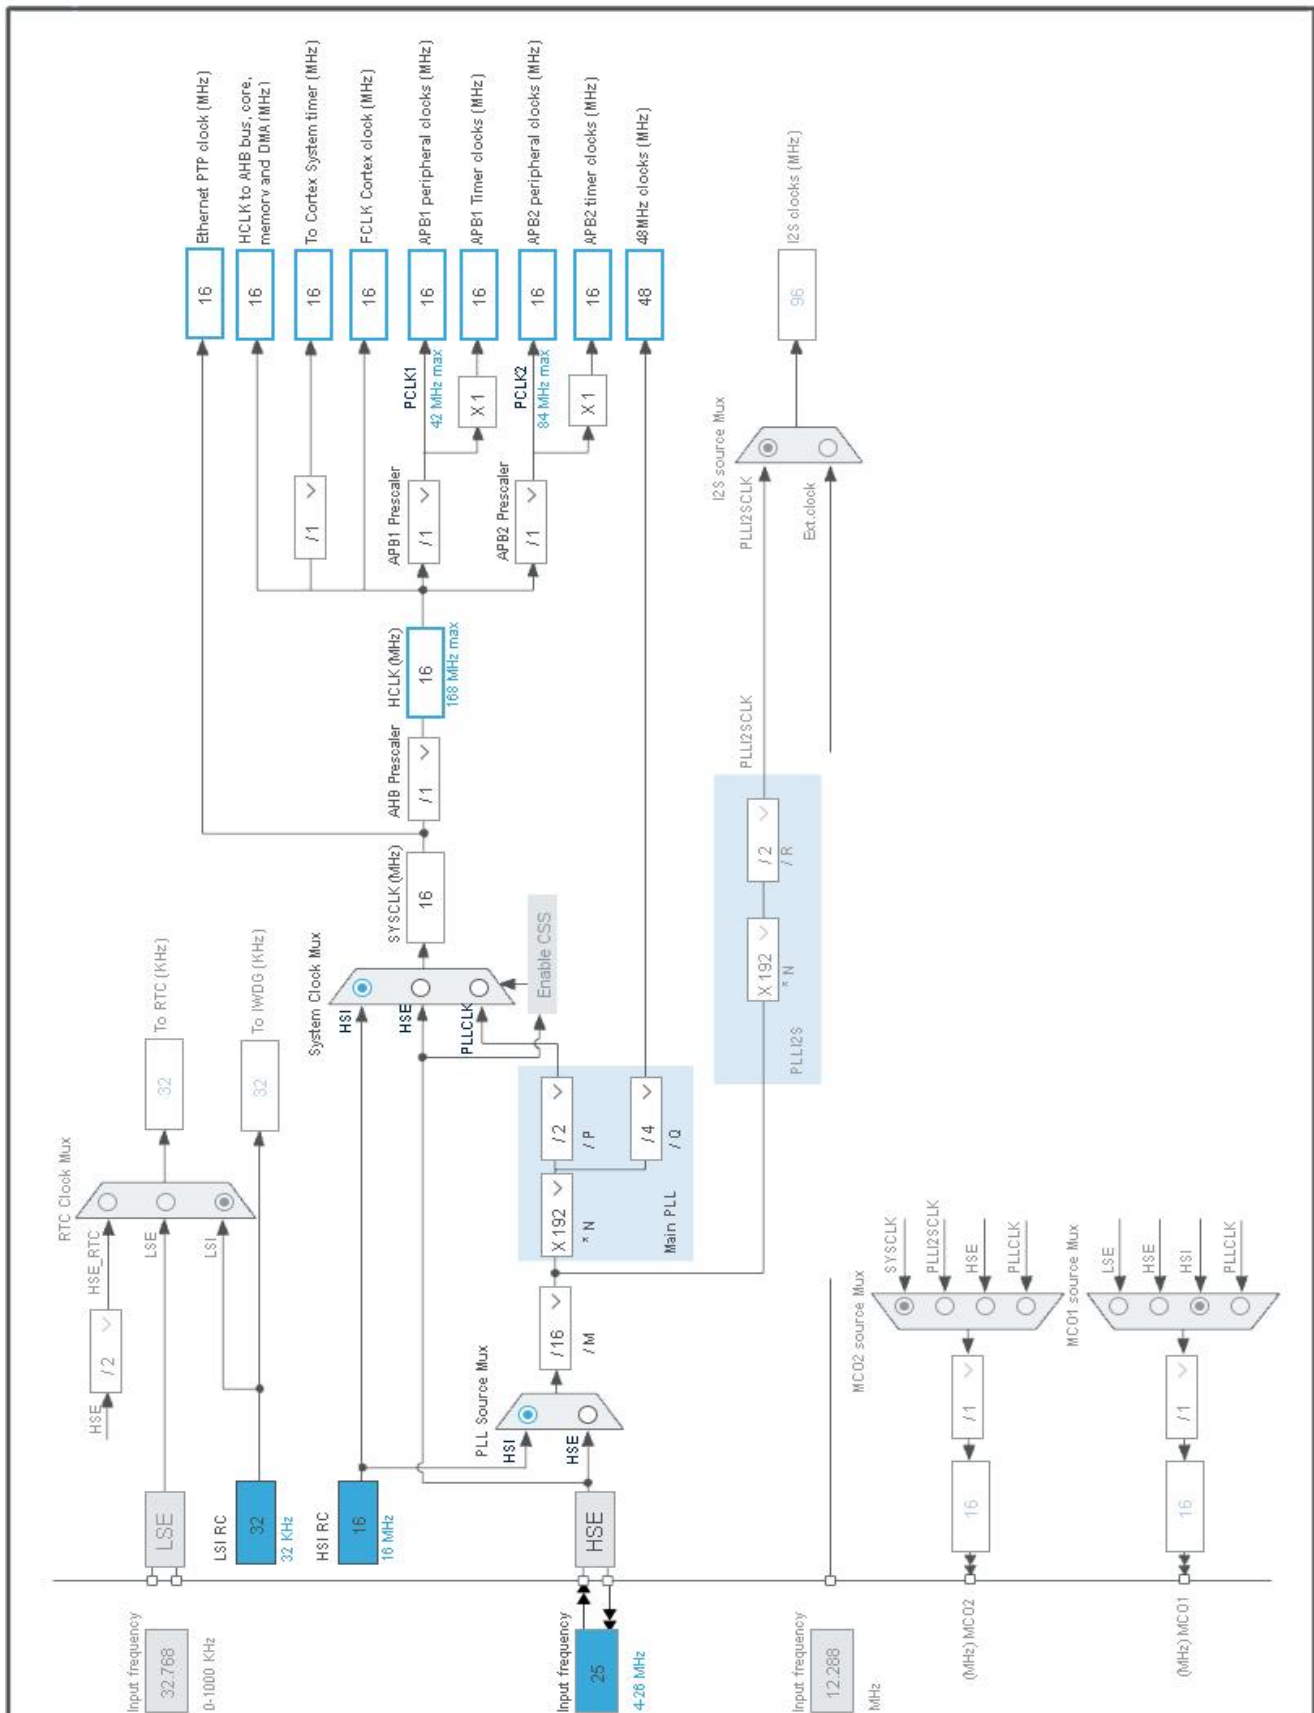 Input frequency
32.768
0-1000 KHz
LSE
HSE
/ 2
HSE_RTC
LSE
LSI
RTC Clock Mux
32
To RTC (KHz)
LSI RC
32
32 KHz
32
To IWDG (KHz)
HSI RC
16
16 MHz
System Clock Mux
HSI
HSE
PLLCLK
Enable CSS
SYSCLK (MHz)
16
AHB Prescaler
/ 1
HCLK (MHz)
16
168 MHz max
16
Ethernet PTP clock (MHz)
16
HCLK to AHB bus, core,
memory and DMA (MHz)
/ 1
16
To Cortex System timer (MHz)
16
FCLK Cortex clock (MHz)
APB1 Prescaler
/ 1
PCLK1
42 MHz max
16
APB1 peripheral clocks (MHz)
X 1
16
APB1 Timer clocks (MHz)
APB2 Prescaler
/ 1
PCLK2
84 MHz max
16
APB2 peripheral clocks (MHz)
X 1
16
APB2 timer clocks (MHz)
48
48MHz clocks (MHz)
Input frequency
25
4-26 MHz
HSE
PLL Source Mux
HSI
HSE
/ 16
/ M
X 192
* N
/ 2
/ P
/ 4
/ Q
Main PLL
X 192
* N
/ 2
/ R
PLLI2S
PLLI2SCLK
PLLI2SCLK
Ext.clock
I2S source Mux
96
I2S clocks (MHz)
Input frequency
12.288
MHz
(MHz) MCO2
16
/ 1
MCO2 source Mux
SYSCLK
PLLI2SCLK
HSE
PLLCLK
(MHz) MCO1
16
/ 1
MCO1 source Mux
LSE
HSE
HSI
PLLCLK